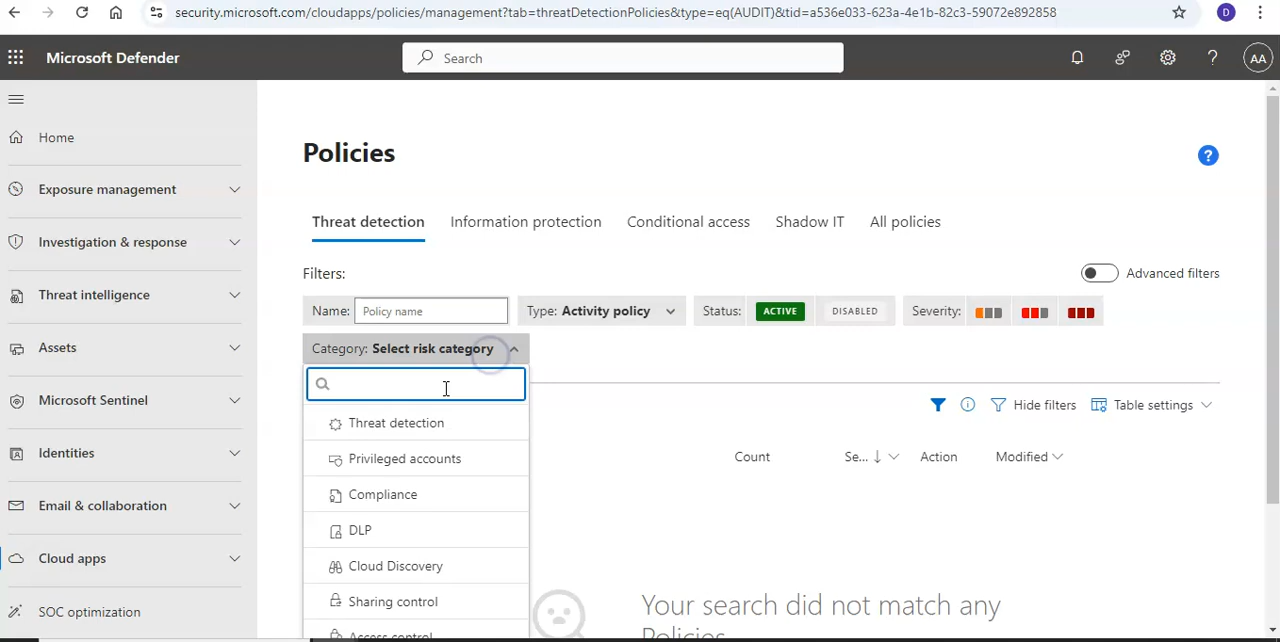 security.microsoft.com/cloudapps/policies/management?tab=threatDetectionPolicies&type=eq(AUDIT)&tid=a536e033-623a-4e1b-82c3-59072e892858
D
Microsoft Defender
Search
?
AA
Home
Exposure management
Investigation & response
Threat intelligence
Assets
Microsoft Sentinel
Identities
Email & collaboration
Cloud apps
SOC optimization
Policies
?
Threat detection Information protection Conditional access Shadow IT All policies
Filters:
Advanced filters
Name: Policy name Type: Activity policy Status: ACTIVE DISABLED Severity:
Category: Select risk category
Threat detection
Privileged accounts
Compliance
DLP
Cloud Discovery
Sharing control
Access control
Hide filters Table settings
Count Se... Action Modified
Your search did not match any
Policies